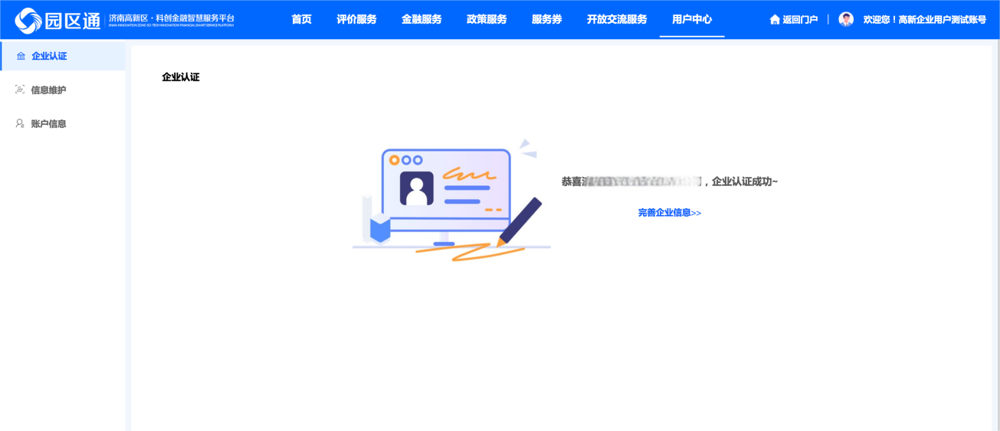 园区通 济南高新区·科创金融智慧服务平台
JINAN INNOVATION ZONE SCI-TECH INNOVATION FINANCIAL SMART SERVICE PLATFORM
首页 评价服务 金融服务 政策服务 服务券 开放交流服务 用户中心 返回门户 | 欢迎您！高新企业用户测试账号
企业认证
信息维护
账户信息
企业认证
恭喜 ，企业认证成功~
完善企业信息>>